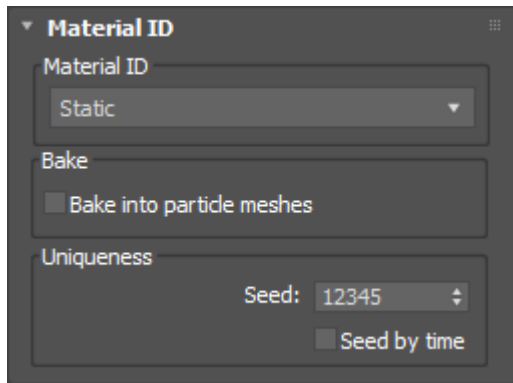 Material ID
Material ID
Static
Bake
Bake into particle meshes
Uniqueness
Seed: 12345
Seed by time